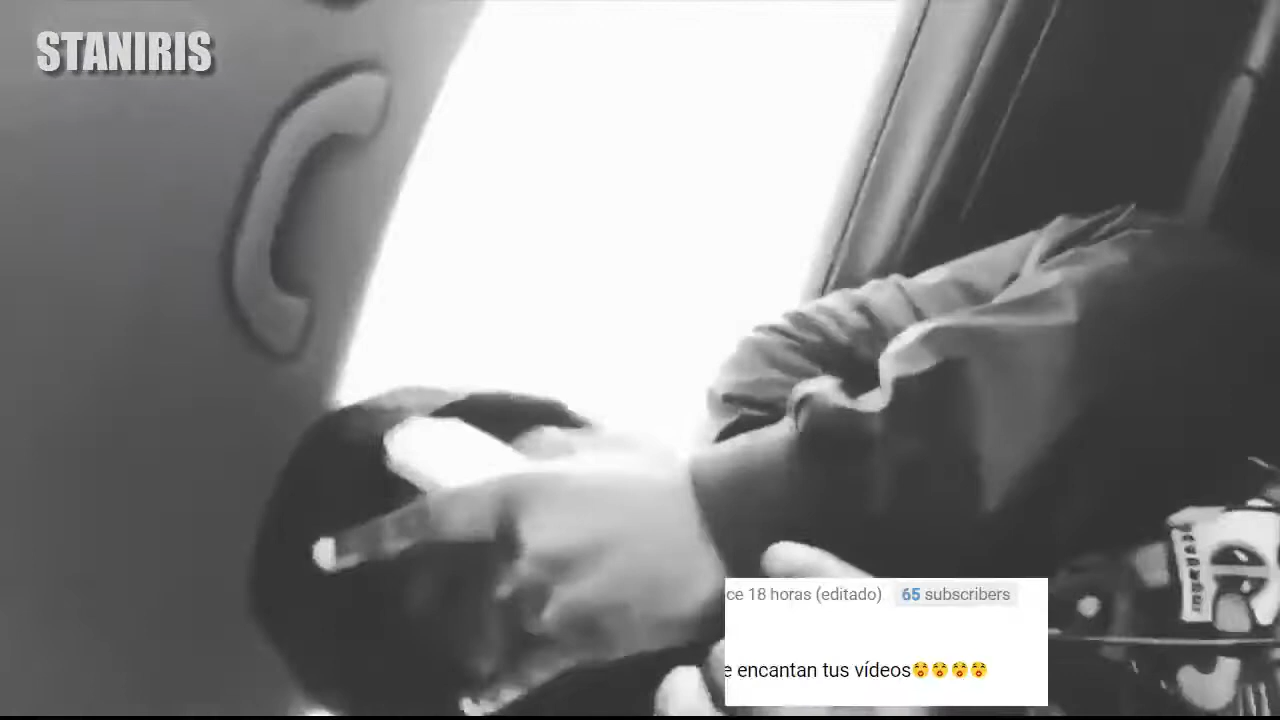 STANIRIS
ce 18 horas (editado) 65 subscribers
e encantan tus vídeos😲😲😲😲